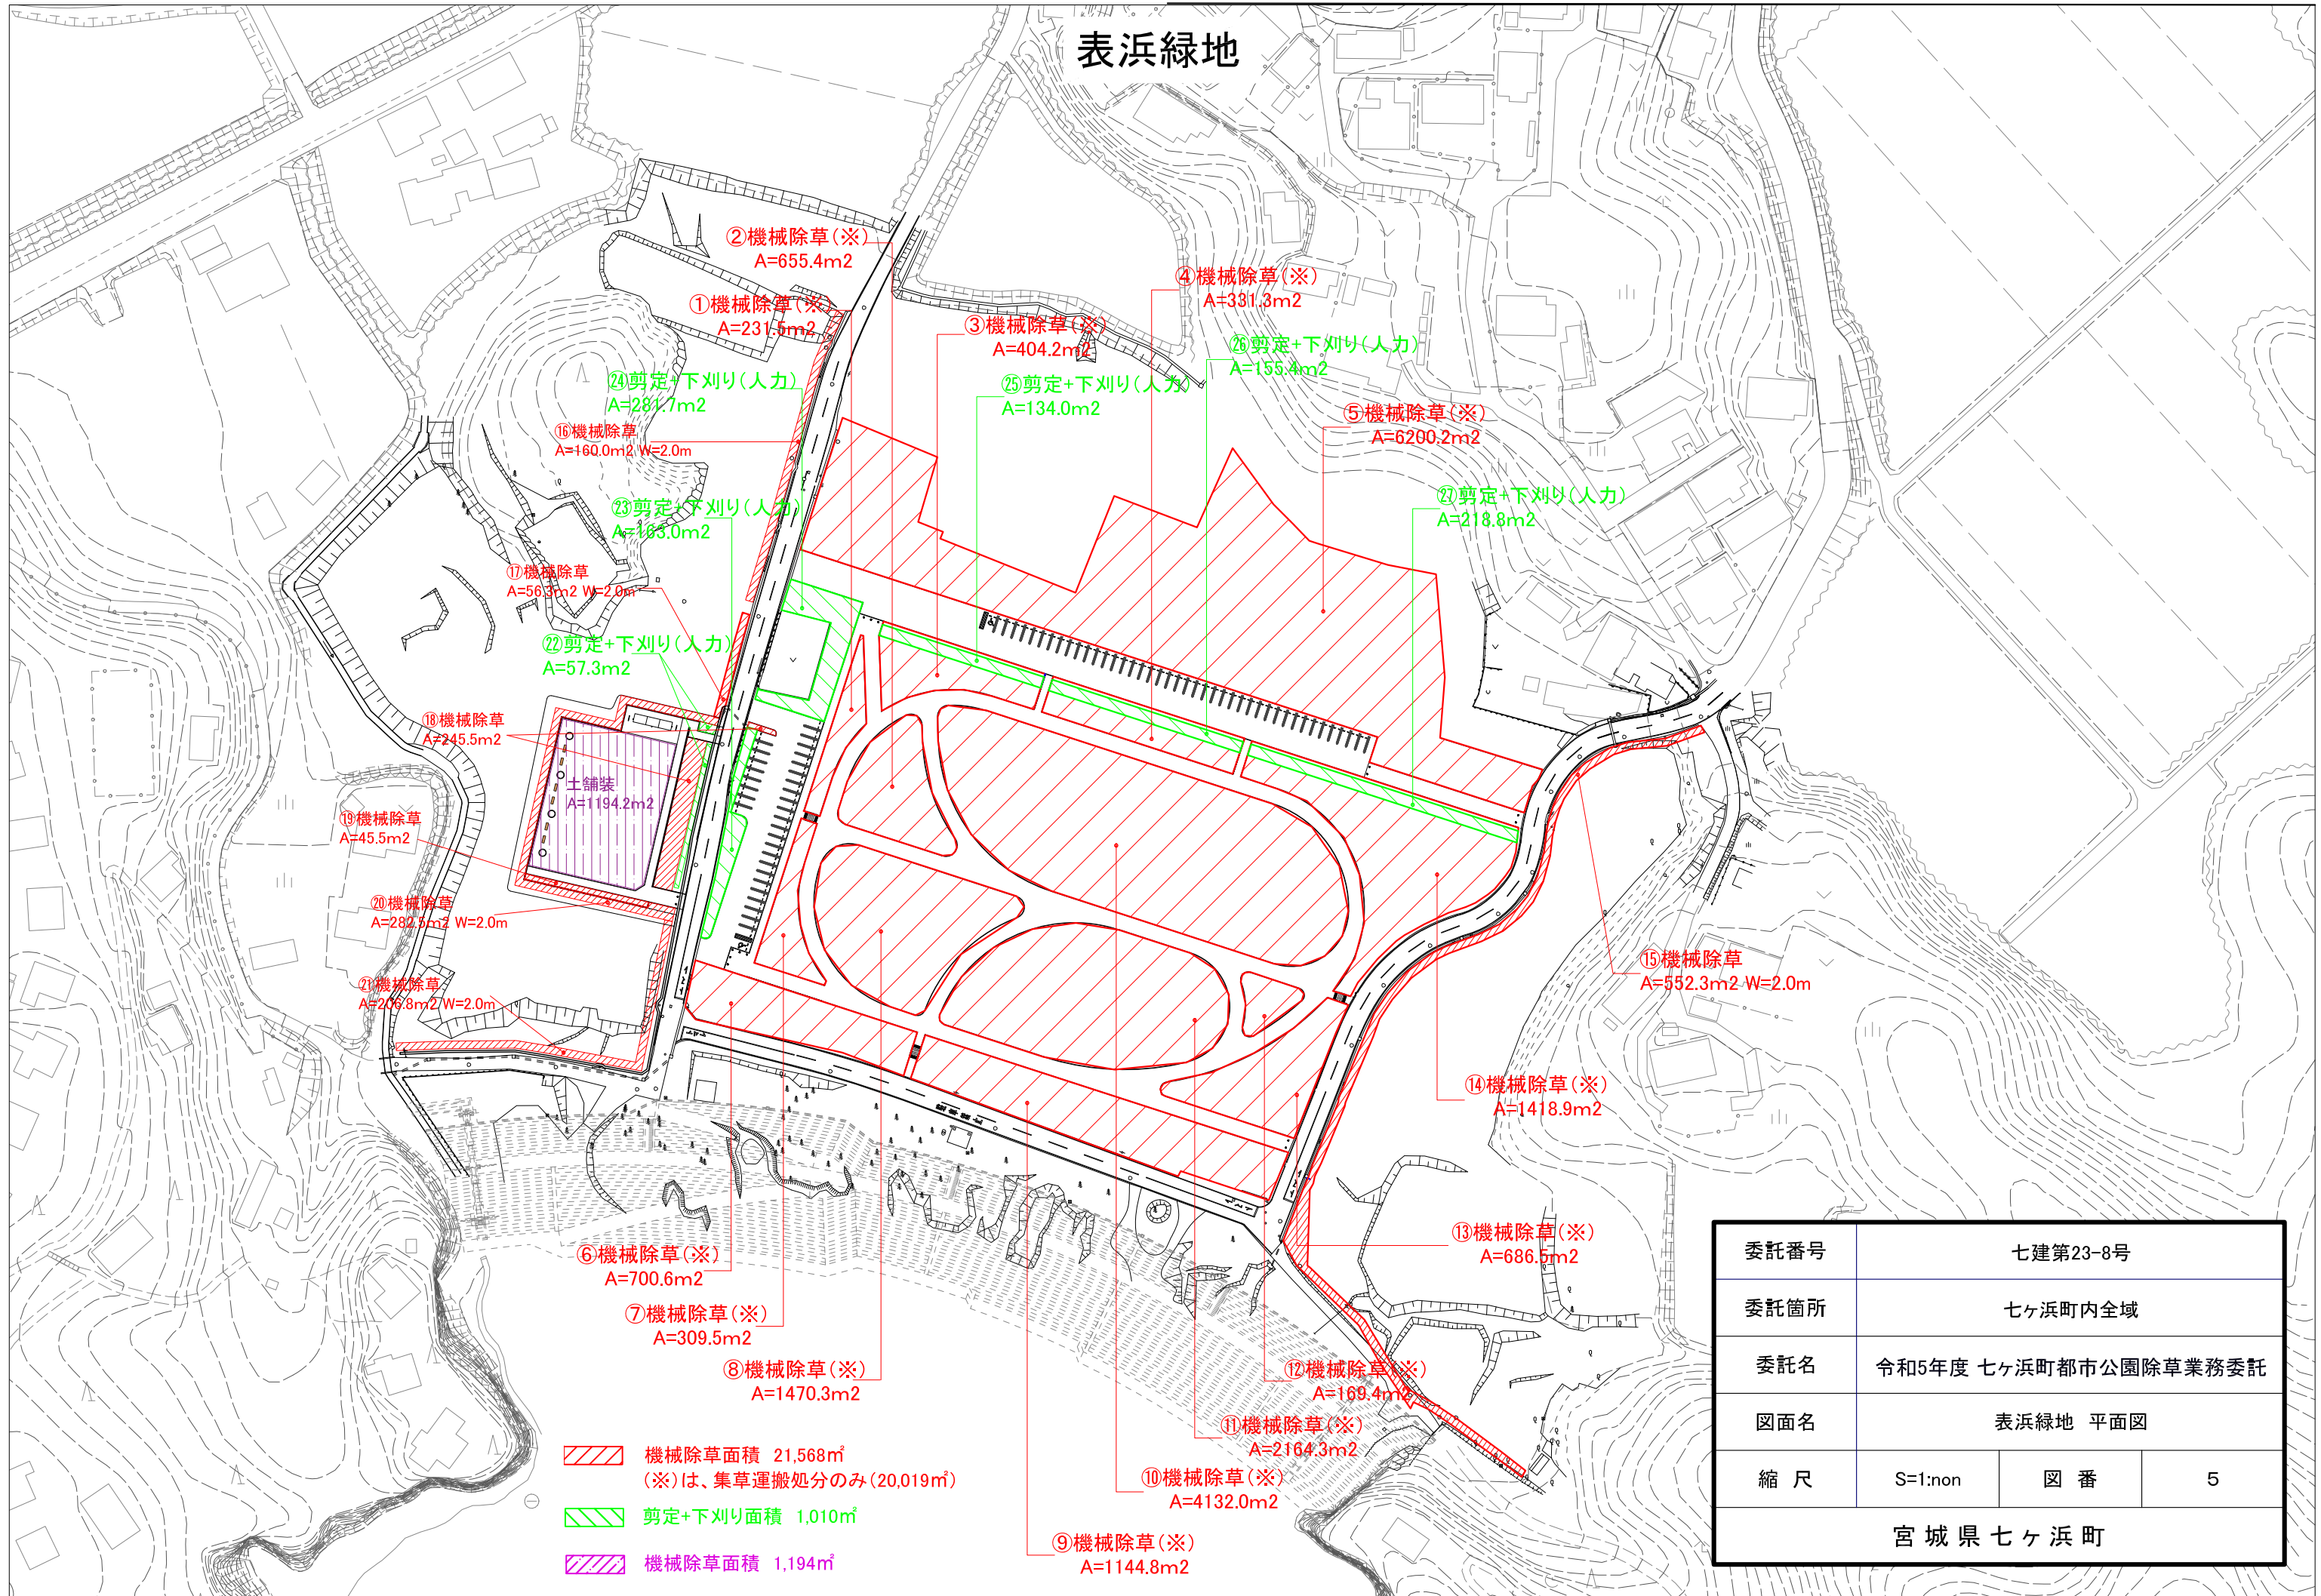 表浜緑地
②機械除草(※)
A=655.4m2
①機械除草(※)
A=231.5m2
③機械除草(※)
A=404.2m2
④機械除草(※)
A=331.3m2
㉖剪定+下刈り(人力)
A=155.4m2
㉔剪定+下刈り(人力)
A=281.7m2
㉕剪定+下刈り(人力)
A=134.0m2
⑤機械除草(※)
A=6200.2m2
⑯機械除草
A=160.0m2 W=2.0m
㉓剪定+下刈り(人力)
A=163.0m2
㉗剪定+下刈り(人力)
A=218.8m2
⑰機械除草
A=56.3m2 W=2.0m
㉒剪定+下刈り(人力)
A=57.3m2
⑱機械除草
A=245.5m2
土舗装
A=1194.2m2
⑲機械除草
A=45.5m2
⑳機械除草
A=282.5m2 W=2.0m
㉑機械除草
A=206.8m2 W=2.0m
⑮機械除草
A=552.3m2 W=2.0m
⑭機械除草(※)
A=1418.9m2
⑬機械除草(※)
A=686.5m2
⑥機械除草(※)
A=700.6m2
⑦機械除草(※)
A=309.5m2
⑧機械除草(※)
A=1470.3m2
⑫機械除草(※)
A=169.4m2
⑪機械除草(※)
A=2164.3m2
⑩機械除草(※)
A=4132.0m2
⑨機械除草(※)
A=1144.8m2
機械除草面積 21,568㎡
(※)は、集草運搬処分のみ(20,019㎡)
剪定+下刈り面積 1,010㎡
機械除草面積 1,194㎡
委託番号 七建第23-8号
委託箇所 七ヶ浜町内全域
委託名 令和5年度 七ヶ浜町都市公園除草業務委託
図面名 表浜緑地 平面図
縮 尺 S=1:non 図 番 5
宮城県七ヶ浜町